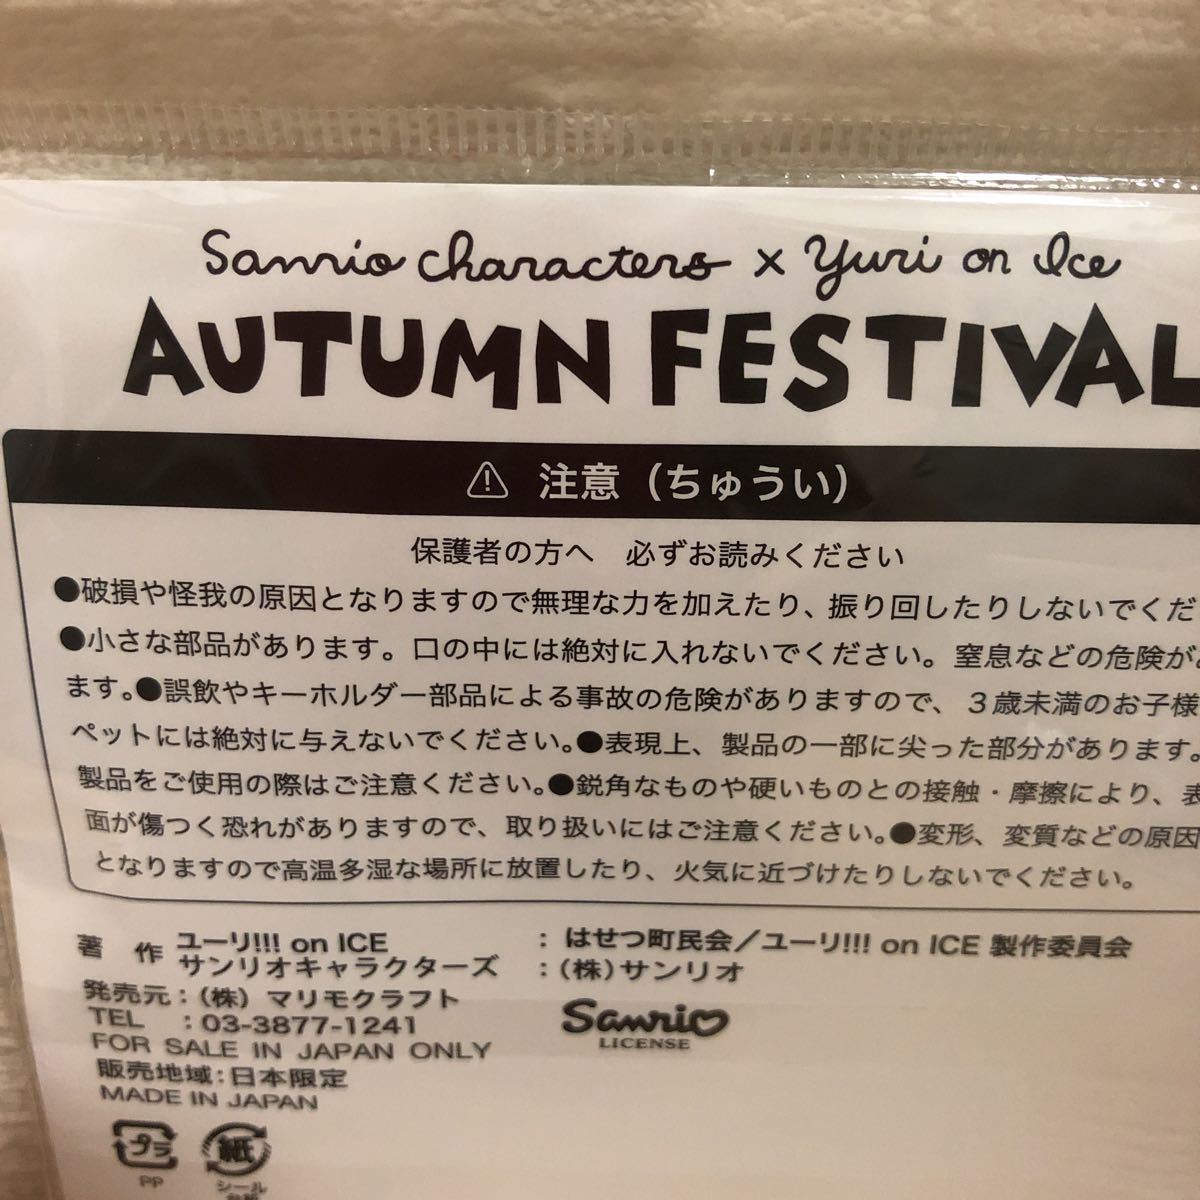 Sanrio characters × Yuri on Ice
AUTUMN FESTIVAL
⚠ 注意（ちゅうい）
保護者の方へ 必ずお読みください
●破損や怪我の原因となりますので無理な力を加えたり、振り回したりしないでくだ
●小さな部品があります。口の中には絶対に入れないでください。窒息などの危険が
ます。●誤飲やキーホルダー部品による事故の危険がありますので、３歳未満のお子様
ペットには絶対に与えないでください。●表現上、製品の一部に尖った部分があります。
製品をご使用の際はご注意ください。●鋭角なものや硬いものとの接触・摩擦により、表
面が傷つく恐れがありますので、取り扱いにはご注意ください。●変形、変質などの原因
となりますので高温多湿な場所に放置したり、火気に近づけたりしないでください。
著 作 ユーリ!!! on ICE : はせつ町民会／ユーリ!!! on ICE 製作委員会
サンリオキャラクターズ : （株）サンリオ
発売元：（株）マリモクラフト
TEL : 03-3877-1241
FOR SALE IN JAPAN ONLY
販売地域：日本限定
MADE IN JAPAN
Sanrio
LICENSE
プラ 紙
PP シール
台紙